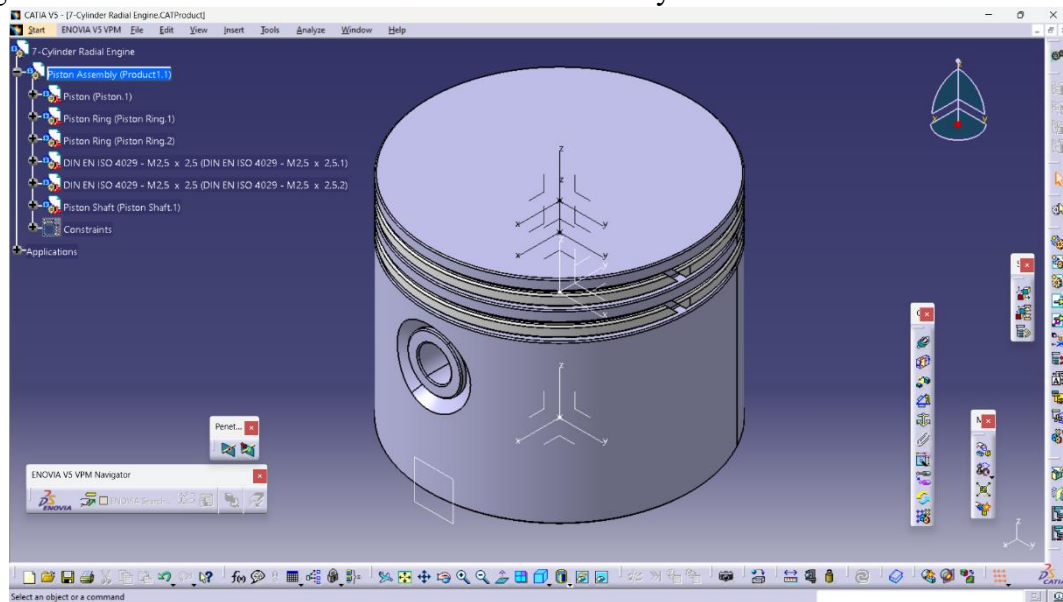 CATIA V5 - [7-Cylinder Radial Engine.CATProduct]
Start ENOVIA V5 VPM File Edit View Insert Tools Analyze Window Help
7-Cylinder Radial Engine
Piston Assembly (Product1.1)
Piston (Piston.1)
Piston Ring (Piston Ring.1)
Piston Ring (Piston Ring.2)
DIN EN ISO 4029 - M2,5 x 2,5 (DIN EN ISO 4029 - M2,5 x 2,5.1)
DIN EN ISO 4029 - M2,5 x 2,5 (DIN EN ISO 4029 - M2,5 x 2,5.2)
Piston Shaft (Piston Shaft.1)
Constraints
Applications
z
z
x y
x y
z
y
x
z
x y
Penet...
ENOVIA V5 VPM Navigator
ENOVIA Search...
ENOVIA
z
x y
f(x)
CATIA
Select an object or a command